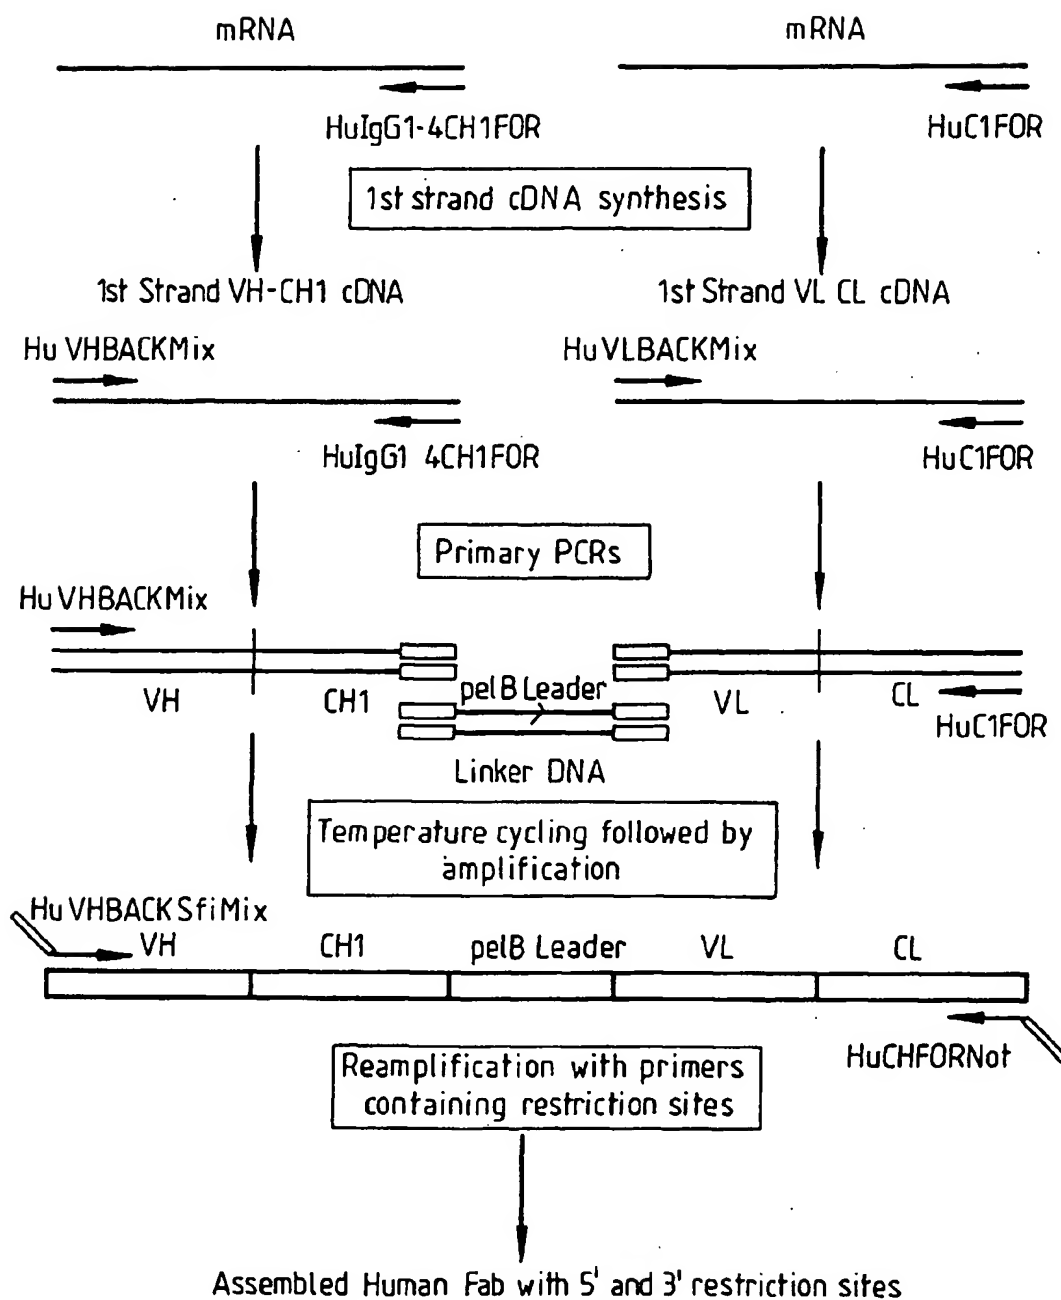 mRNA
mRNA
HuIgG1-4CH1FOR
HuC1FOR
1st strand cDNA synthesis
1st Strand VH-CH1 cDNA
1st Strand VL CL cDNA
Hu VHBACKMix
Hu VLBACKMix
HuIgG1 4CH1FOR
HuC1FOR
Primary PCRs
Hu VHBACKMix
VH
CH1
pelB Leader
VL
CL
HuC1FOR
Linker DNA
Temperature cycling followed by
amplification
Hu VHBACKSfiMix
VH
CH1
pelB Leader
VL
CL
HuCHFORNot
Reamplification with primers
containing restriction sites
Assembled Human Fab with 5' and 3' restriction sites